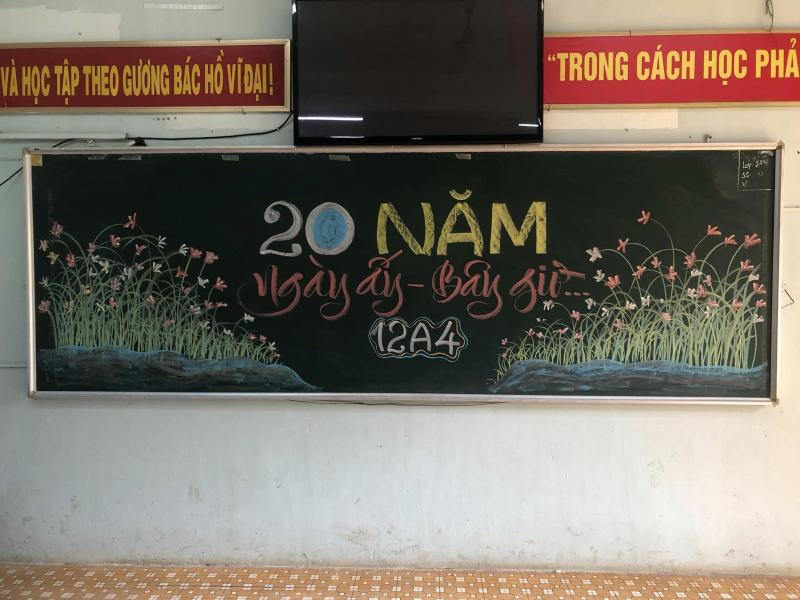 VÀ HỌC TẬP THEO GƯƠNG BÁC HỒ VĨ ĐẠI!
"TRONG CÁCH HỌC PHẢ
20 NĂM
Ngày ấy - Bây giờ...
12A4